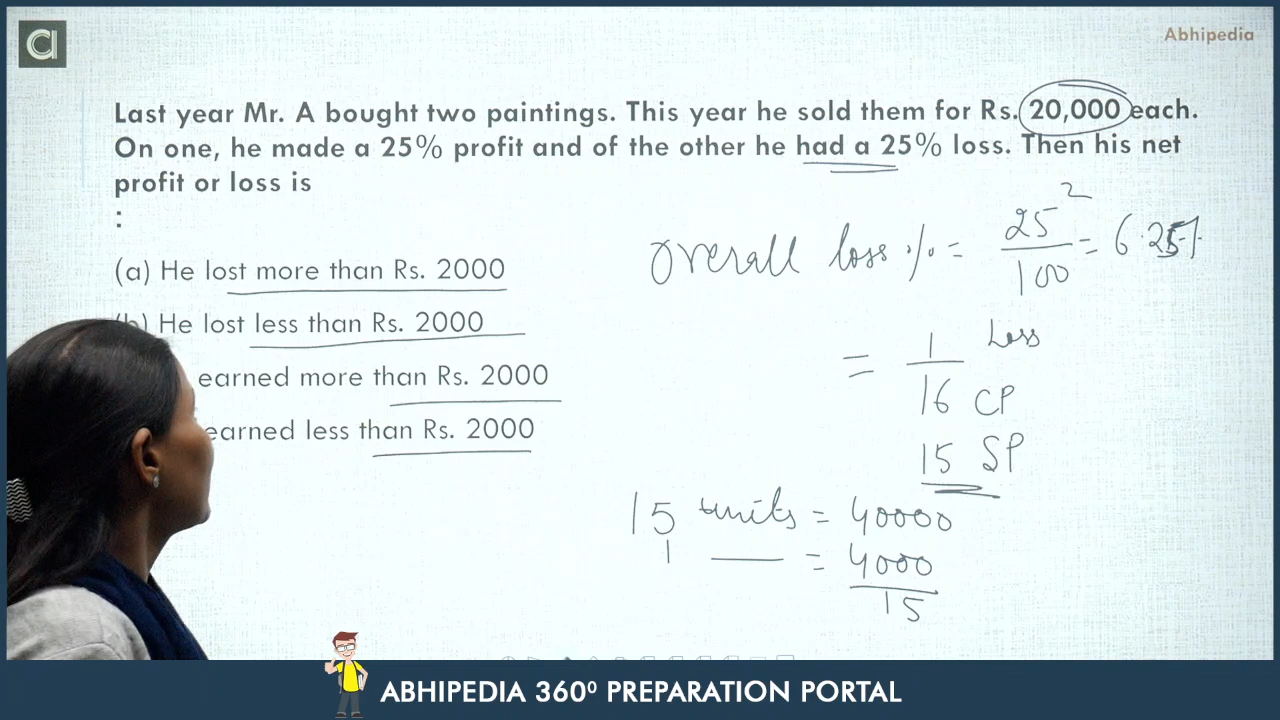 Abhipedia
Last year Mr. A bought two paintings. This year he sold them for Rs. 20,000 each.
On one, he made a 25% profit and of the other he had a 25% loss. Then his net
profit or loss is
:
(a) He lost more than Rs. 2000
(b) He lost less than Rs. 2000
earned more than Rs. 2000
earned less than Rs. 2000
Overall loss % = 25² / 100 = 6.25%
= 1 / 16 Loss CP
15 SP
15 units = 40000
1 —— = 4000 / 15
ABHIPEDIA 360⁰ PREPARATION PORTAL